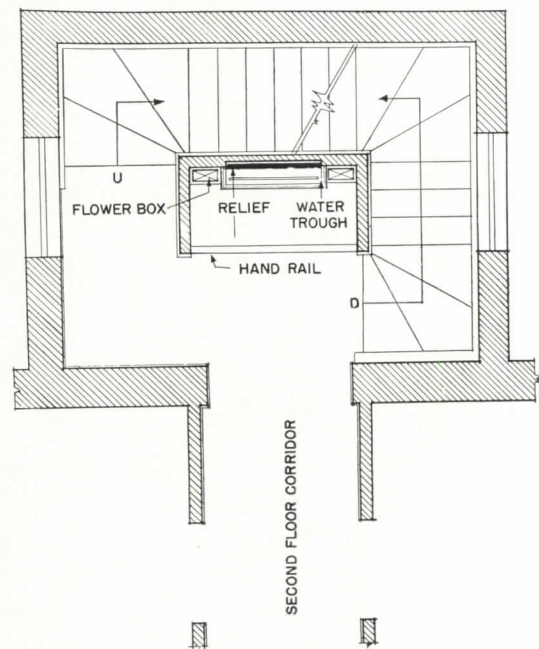 U
FLOWER BOX
RELIEF
WATER
TROUGH
HAND RAIL
D
SECOND FLOOR CORRIDOR